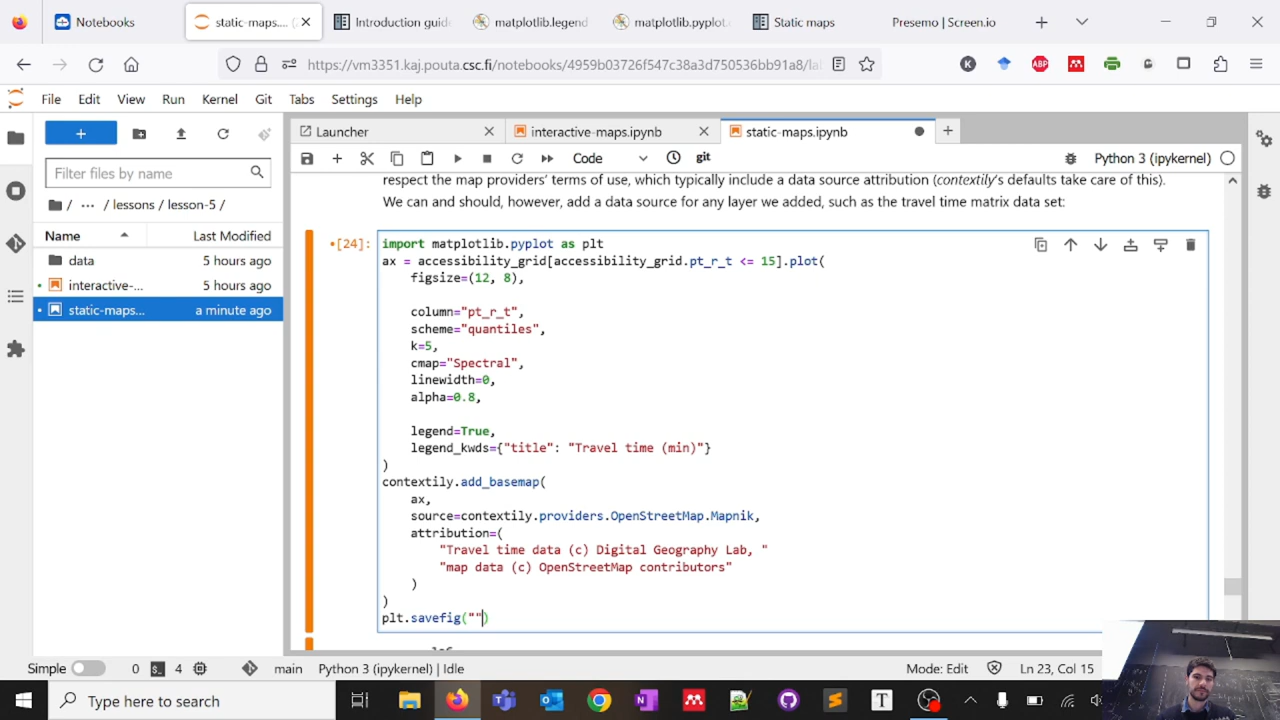 Notebooks
static-maps....
Introduction guide
matplotlib.legend
matplotlib.pyplot.
Static maps
Presemo | Screen.io
https://vm3351.kaj.pouta.csc.fi/notebooks/4959b03726f547c38a3d750536bb91a8/la
K
ABP
File Edit View Run Kernel Git Tabs Settings Help
Launcher
interactive-maps.ipynb
static-maps.ipynb
Code
git
Python 3 (ipykernel)
Filter files by name
/ ... / lessons / lesson-5 /
Name Last Modified
data 5 hours ago
interactive-... 5 hours ago
static-maps... a minute ago
respect the map providers' terms of use, which typically include a data source attribution (contextily's defaults take care of this).
We can and should, however, add a data source for any layer we added, such as the travel time matrix data set:
[24]:
import matplotlib.pyplot as plt
ax = accessibility_grid[accessibility_grid.pt_r_t <= 15].plot(
figsize=(12, 8),
column="pt_r_t",
scheme="quantiles",
k=5,
cmap="Spectral",
linewidth=0,
alpha=0.8,
legend=True,
legend_kwds={"title": "Travel time (min)"}
)
contextily.add_basemap(
ax,
source=contextily.providers.OpenStreetMap.Mapnik,
attribution=(
"Travel time data (c) Digital Geography Lab, "
"map data (c) OpenStreetMap contributors"
)
)
plt.savefig("")
Simple 0 4 main Python 3 (ipykernel) | Idle
Mode: Edit Ln 23, Col 15
Type here to search